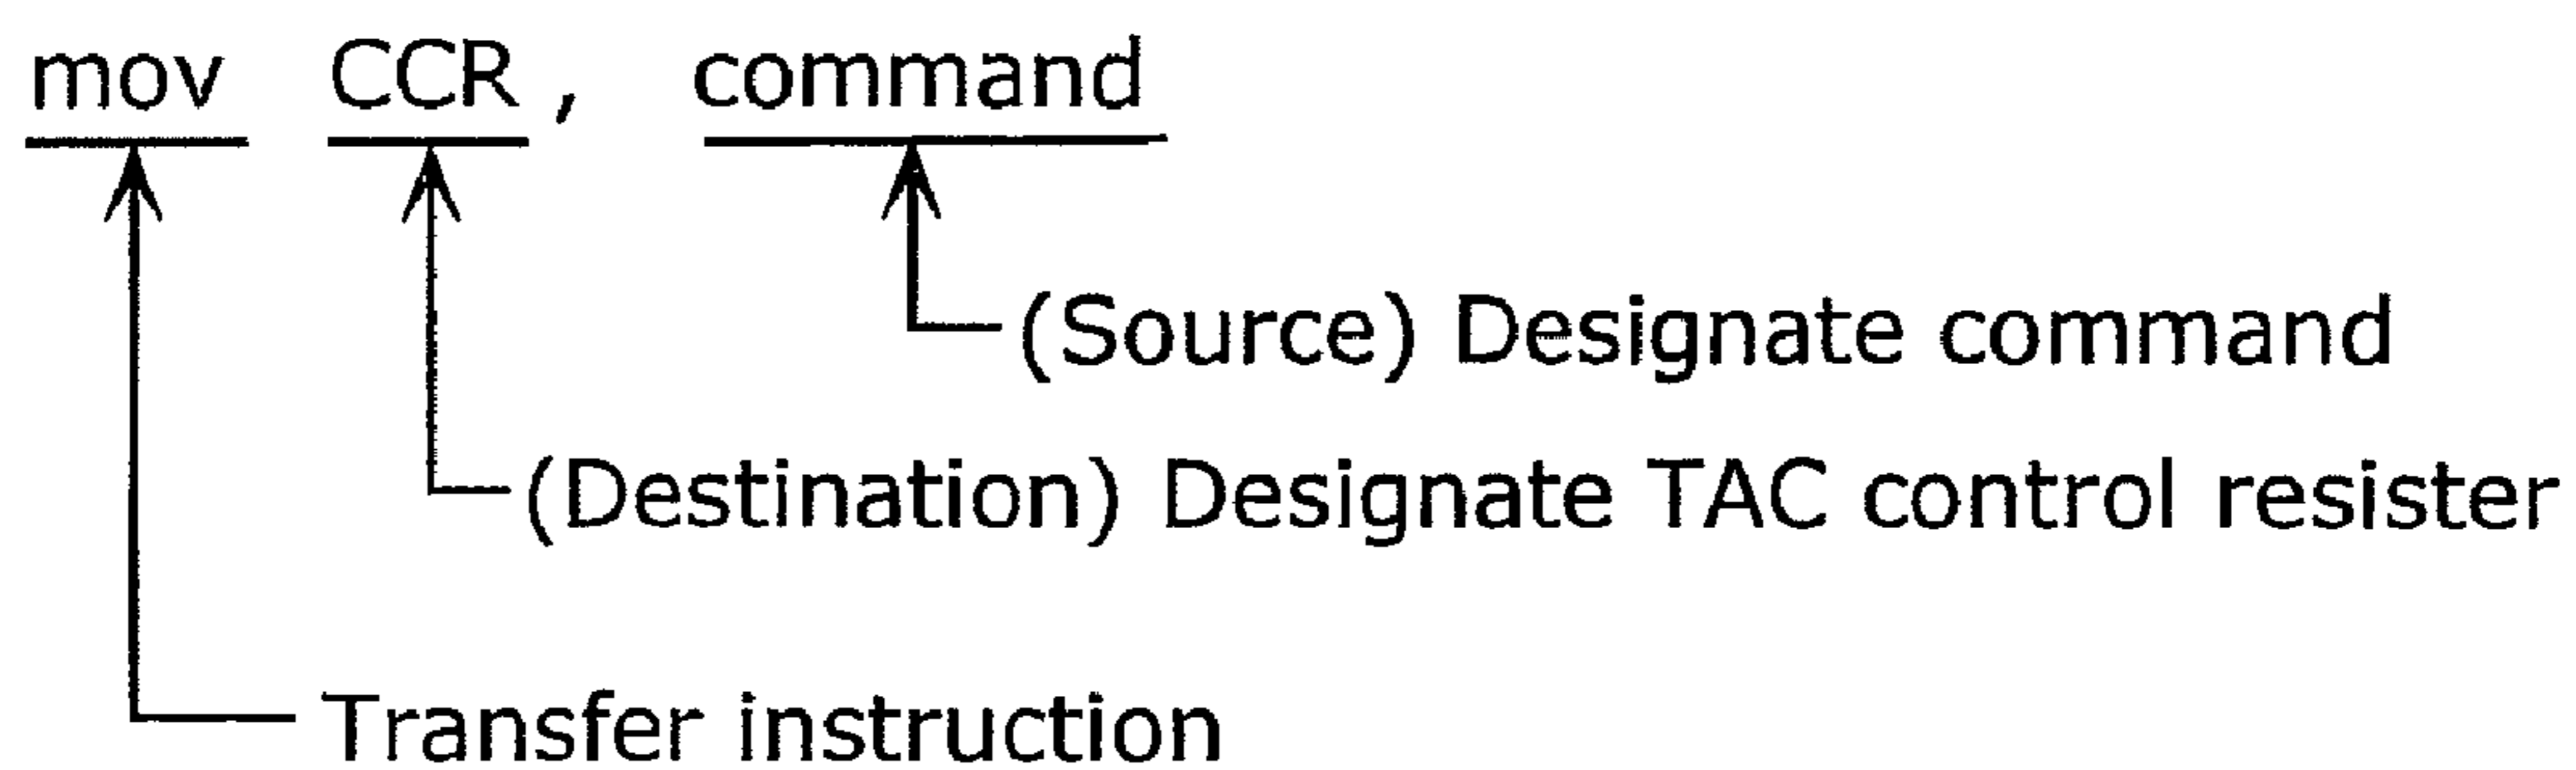 mov CCR , command
(Source) Designate command
(Destination) Designate TAC control resister
Transfer instruction